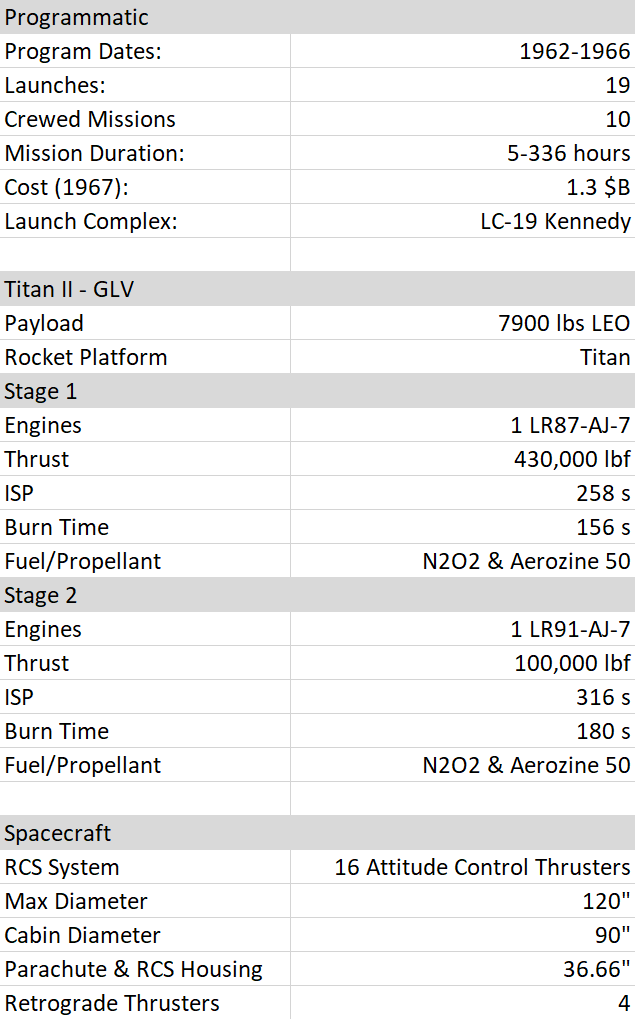 Programmatic
Program Dates: 1962-1966
Launches: 19
Crewed Missions 10
Mission Duration: 5-336 hours
Cost (1967): 1.3 $B
Launch Complex: LC-19 Kennedy
Titan II - GLV
Payload 7900 lbs LEO
Rocket Platform Titan
Stage 1
Engines 1 LR87-AJ-7
Thrust 430,000 lbf
ISP 258 s
Burn Time 156 s
Fuel/Propellant N2O2 & Aerozine 50
Stage 2
Engines 1 LR91-AJ-7
Thrust 100,000 lbf
ISP 316 s
Burn Time 180 s
Fuel/Propellant N2O2 & Aerozine 50
Spacecraft
RCS System 16 Attitude Control Thrusters
Max Diameter 120"
Cabin Diameter 90"
Parachute & RCS Housing 36.66"
Retrograde Thrusters 4